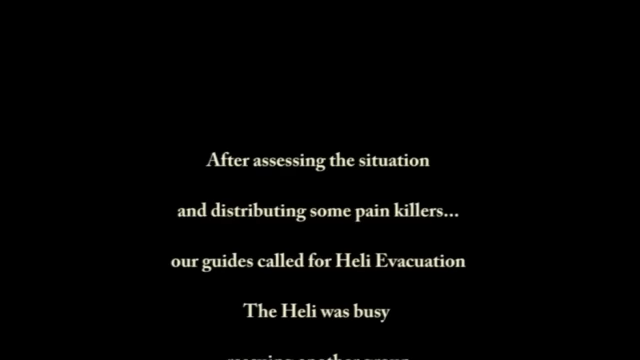 After assessing the situation
and distributing some pain killers...
our guides called for Heli Evacuation
The Heli was busy